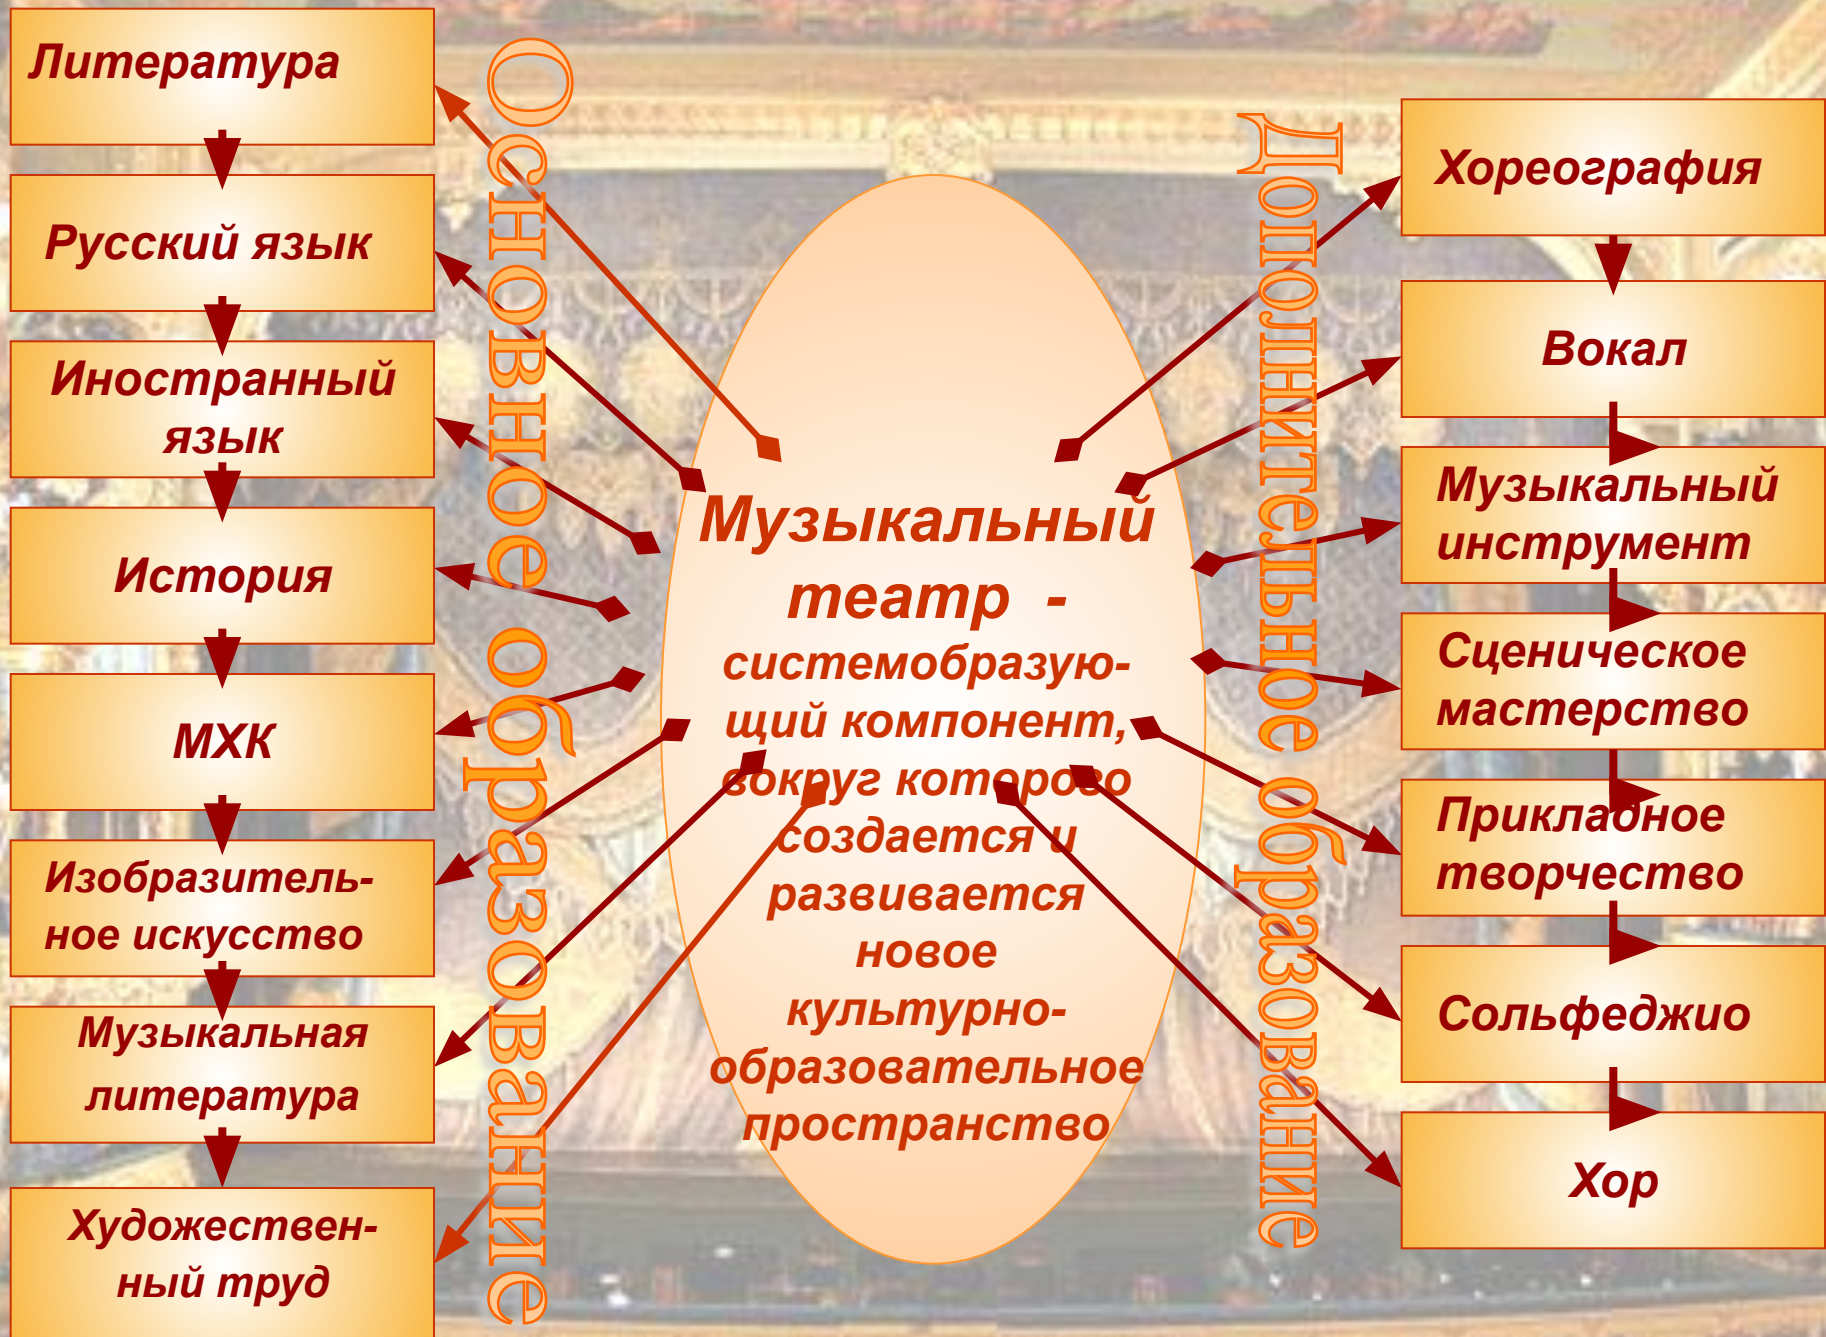 Литература
Русский язык
Иностранный
язык
История
МХК
Изобразитель-
ное искусство
Музыкальная
литература
Художествен-
ный труд
Основное образование
Музыкальный
театр -
системобразую-
щий компонент,
вокруг которого
создается и
развивается
новое
культурно-
образовательное
пространство
Дополнительное образование
Хореография
Вокал
Музыкальный
инструмент
Сценическое
мастерство
Прикладное
творчество
Сольфеджио
Хор